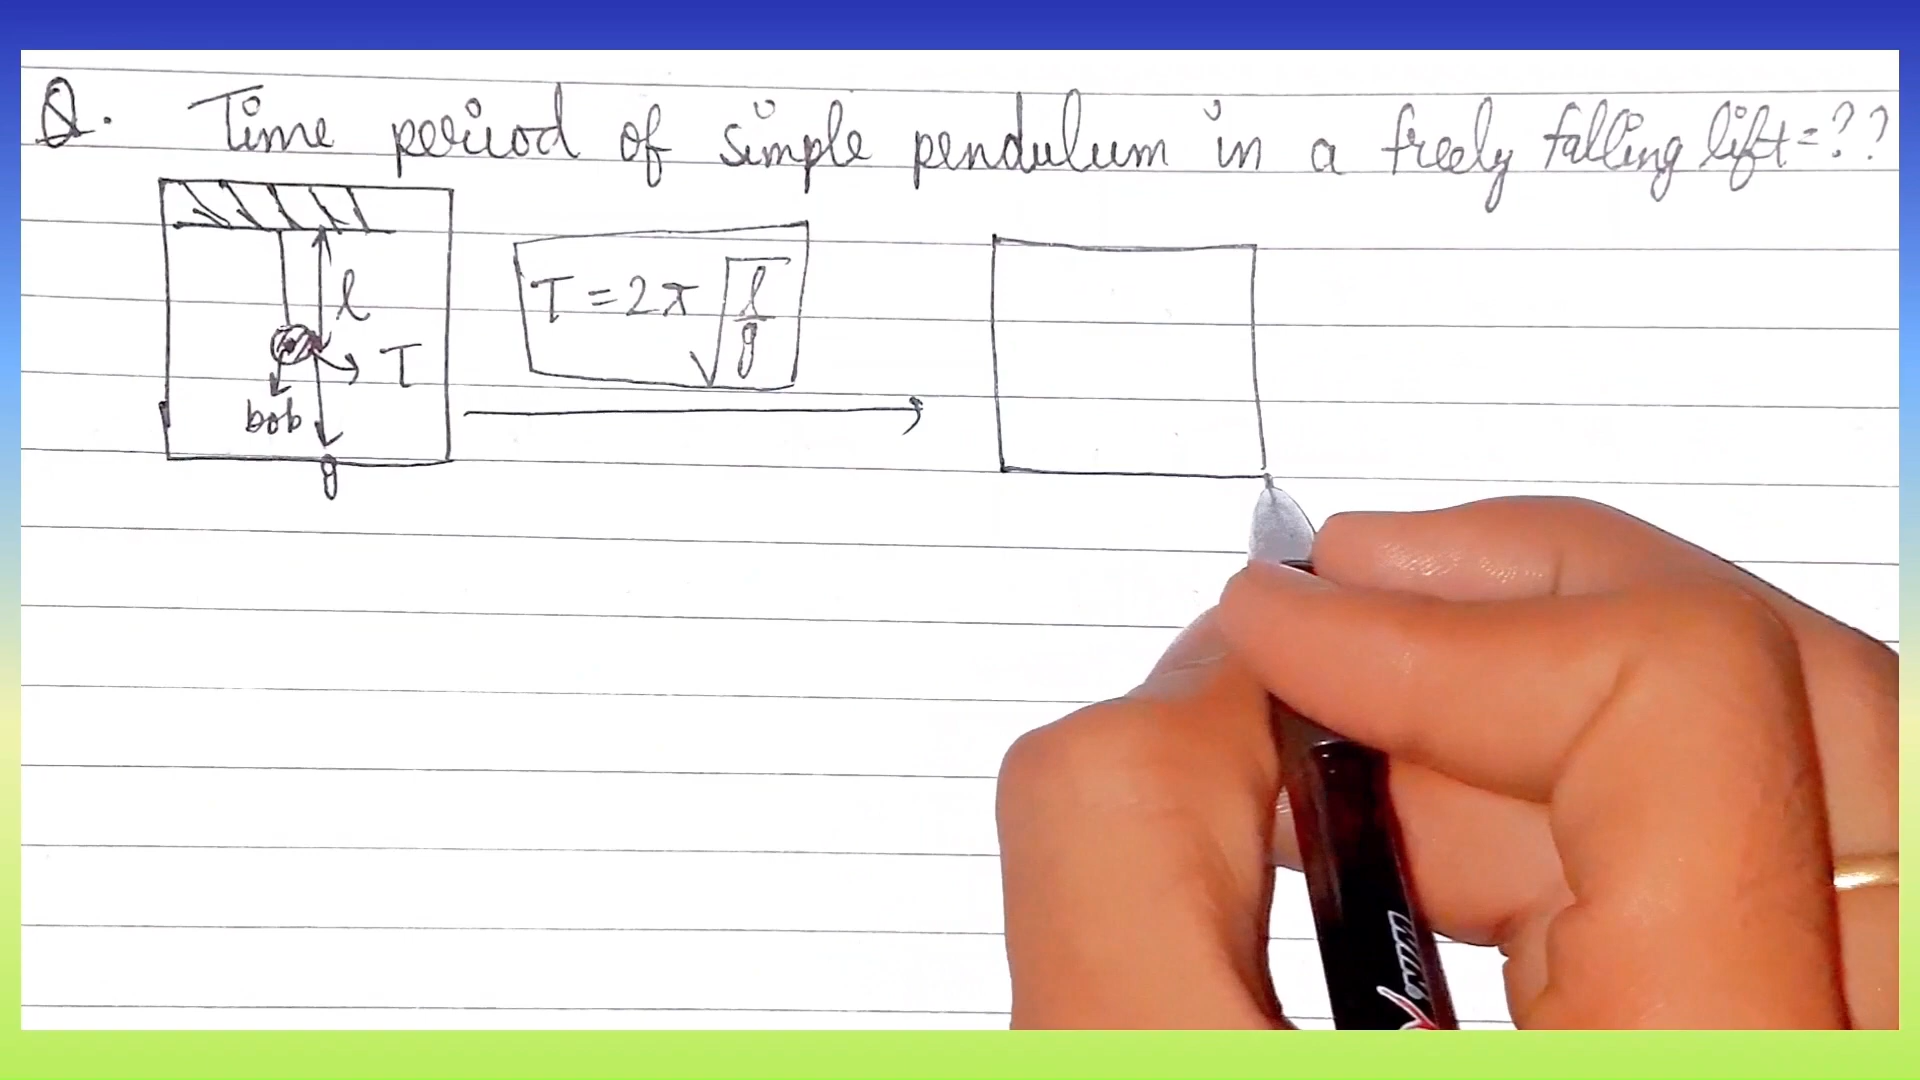 Q. Time period of simple pendulum in a freely falling lift=??
l
T
bob
g
T = 2π √l/g